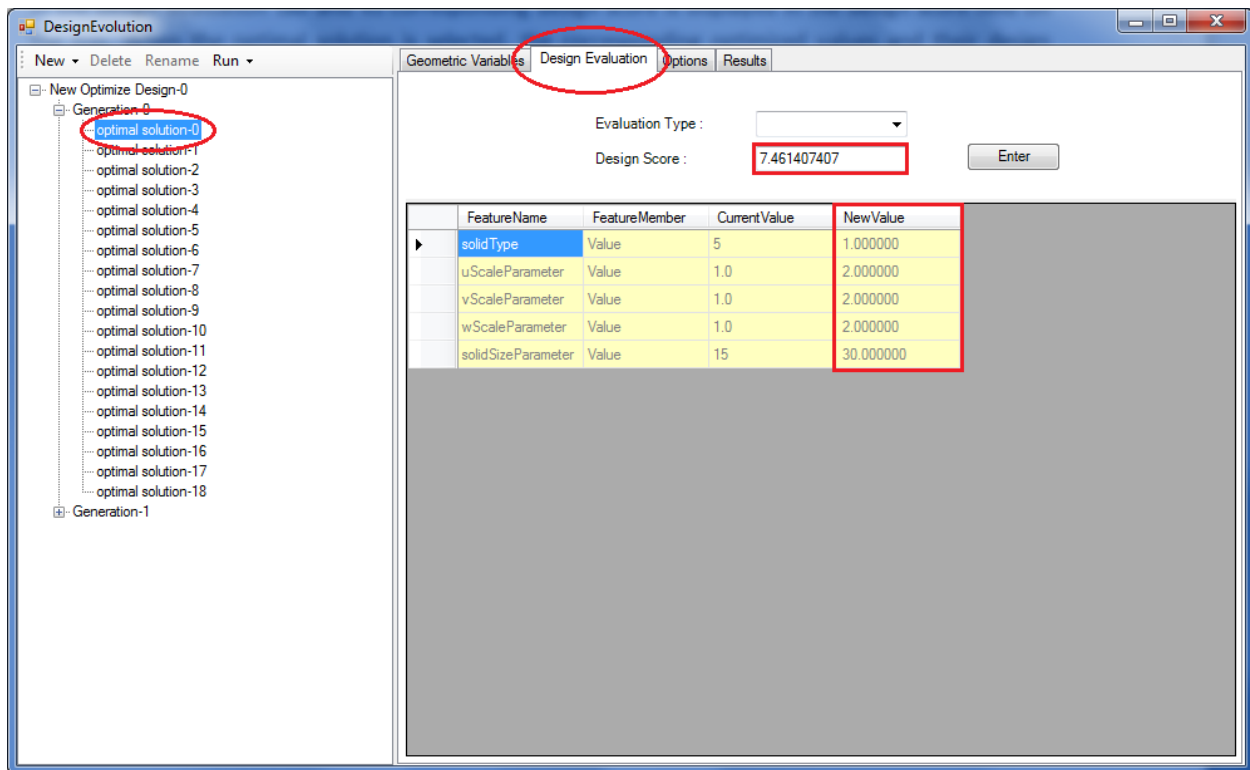 DesignEvolution
New Delete Rename Run
Geometric Variables Design Evaluation Options Results
New Optimize Design-0
Generation-0
optimal solution-0
optimal solution-1
optimal solution-2
optimal solution-3
optimal solution-4
optimal solution-5
optimal solution-6
optimal solution-7
optimal solution-8
optimal solution-9
optimal solution-10
optimal solution-11
optimal solution-12
optimal solution-13
optimal solution-14
optimal solution-15
optimal solution-16
optimal solution-17
optimal solution-18
Generation-1
Evaluation Type :
Design Score : 7.461407407 Enter
FeatureName FeatureMember CurrentValue NewValue
solidType Value 5 1.000000
uScaleParameter Value 1.0 2.000000
vScaleParameter Value 1.0 2.000000
wScaleParameter Value 1.0 2.000000
solidSizeParameter Value 15 30.000000